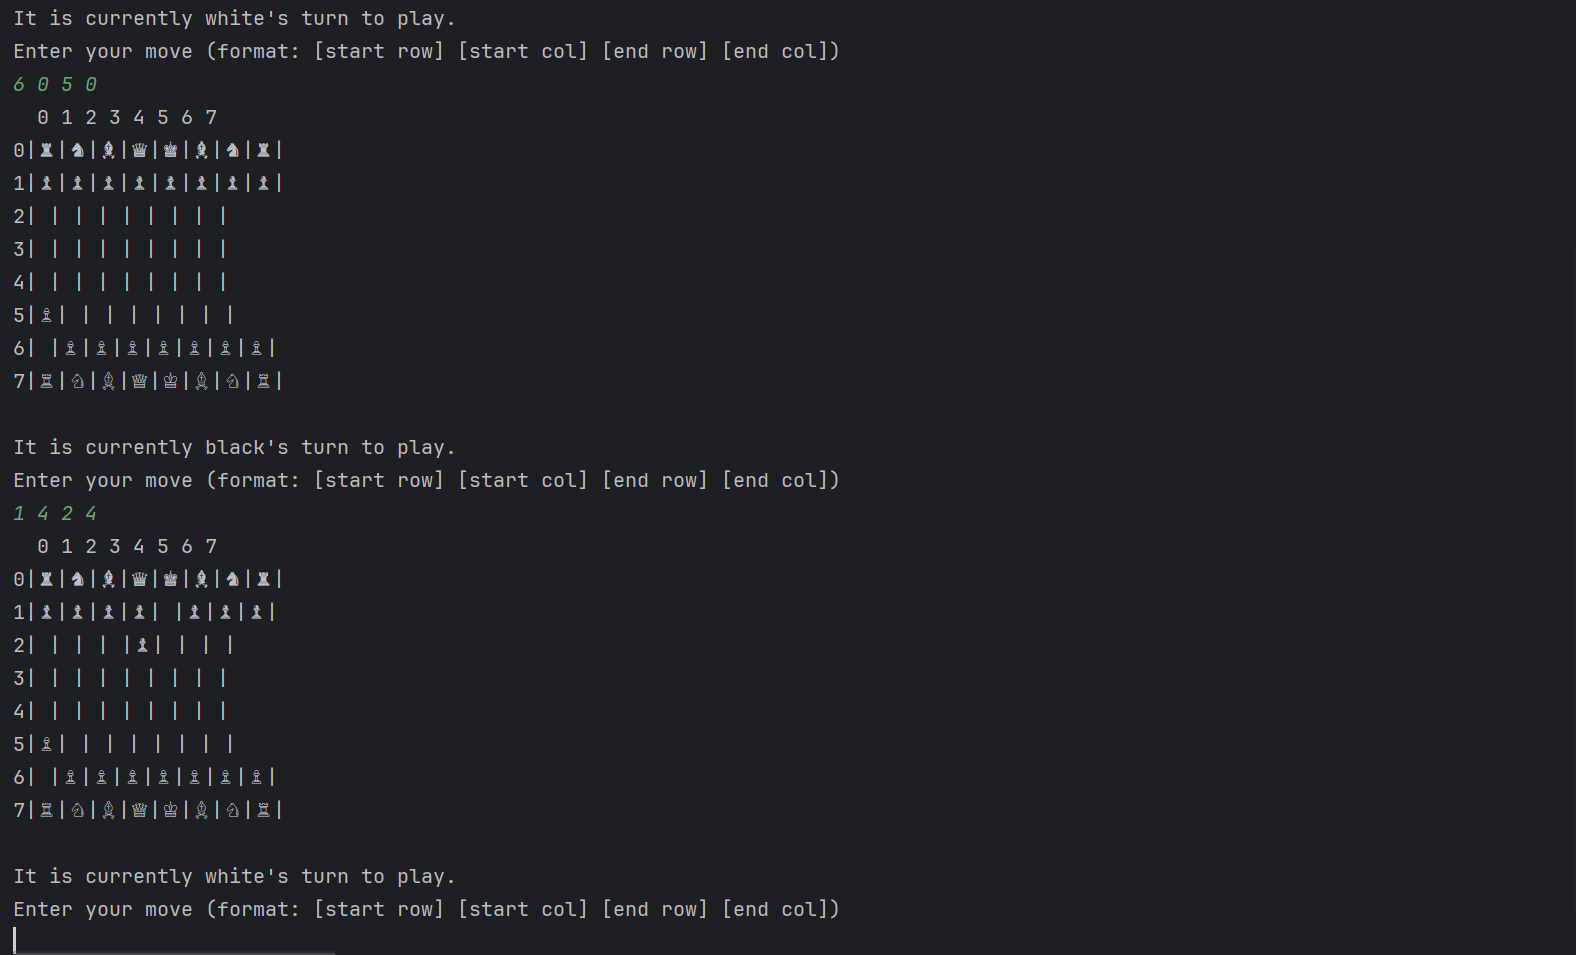 It is currently white's turn to play.
Enter your move (format: [start row] [start col] [end row] [end col])
6 0 5 0
  0 1 2 3 4 5 6 7
0|♜|♞|♝|♛|♚|♝|♞|♜|
1|♟|♟|♟|♟|♟|♟|♟|♟|
2| | | | | | | | |
3| | | | | | | | |
4| | | | | | | | |
5|♙| | | | | | | |
6| |♙|♙|♙|♙|♙|♙|♙|
7|♖|♘|♗|♕|♔|♗|♘|♖|

It is currently black's turn to play.
Enter your move (format: [start row] [start col] [end row] [end col])
1 4 2 4
  0 1 2 3 4 5 6 7
0|♜|♞|♝|♛|♚|♝|♞|♜|
1|♟|♟|♟|♟| |♟|♟|♟|
2| | | | |♟| | | |
3| | | | | | | | |
4| | | | | | | | |
5|♙| | | | | | | |
6| |♙|♙|♙|♙|♙|♙|♙|
7|♖|♘|♗|♕|♔|♗|♘|♖|

It is currently white's turn to play.
Enter your move (format: [start row] [start col] [end row] [end col])